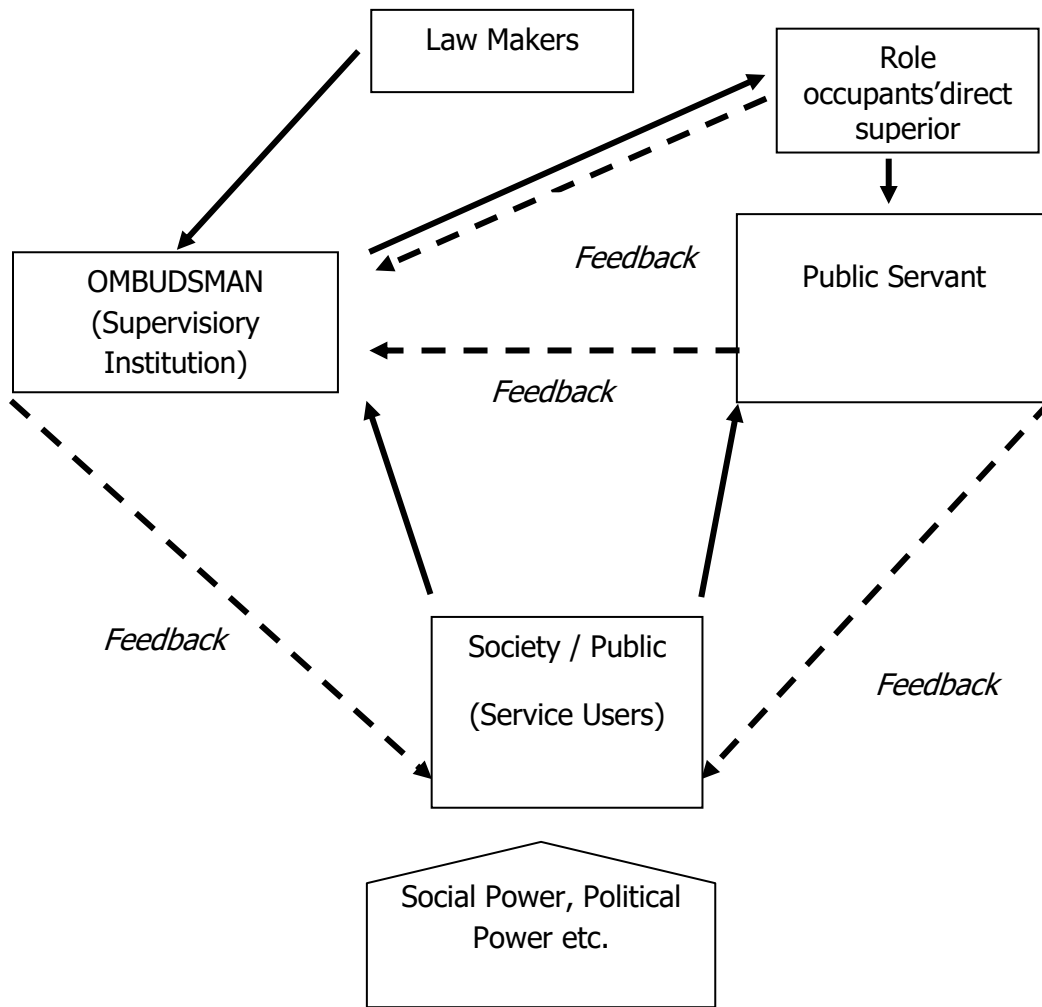 Law Makers
Role
occupants’direct
superior
OMBUDSMAN
(Supervisiory
Institution)
Feedback
Public Servant
Feedback
Feedback
Society / Public
(Service Users)
Feedback
Social Power, Political
Power etc.